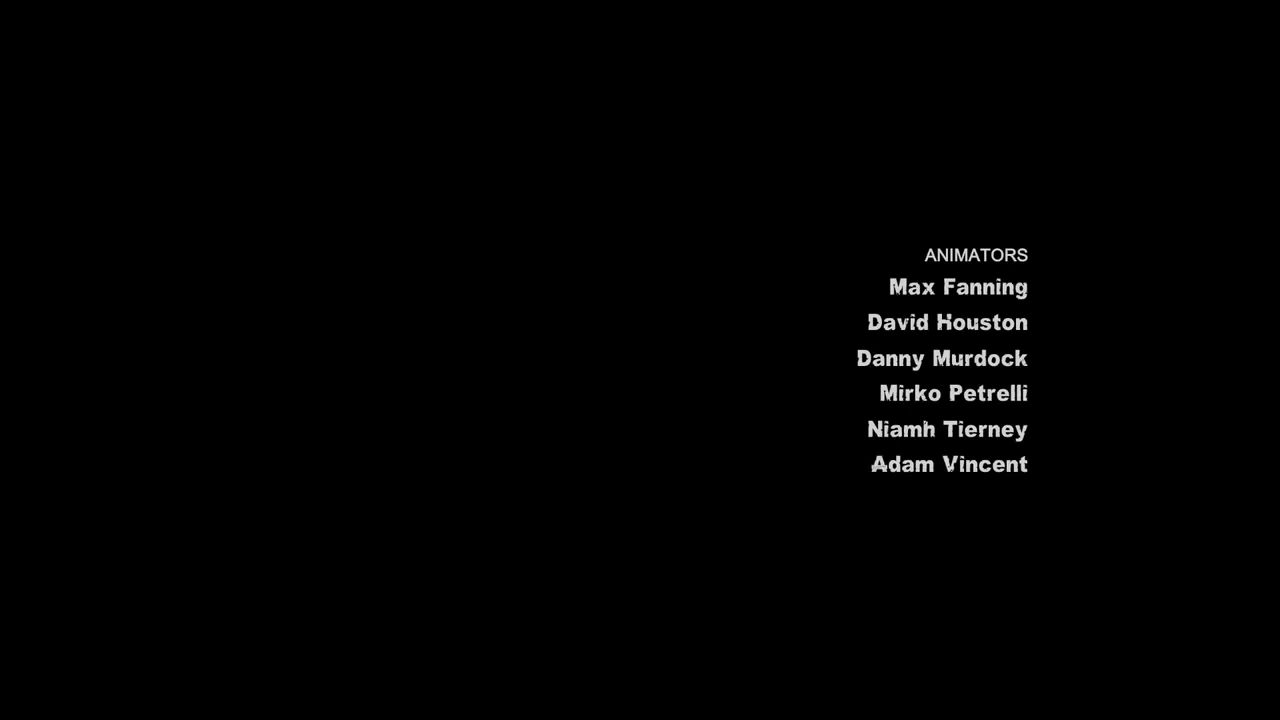 ANIMATORS
Max Fanning
David Houston
Danny Murdock
Mirko Petrelli
Niamh Tierney
Adam Vincent